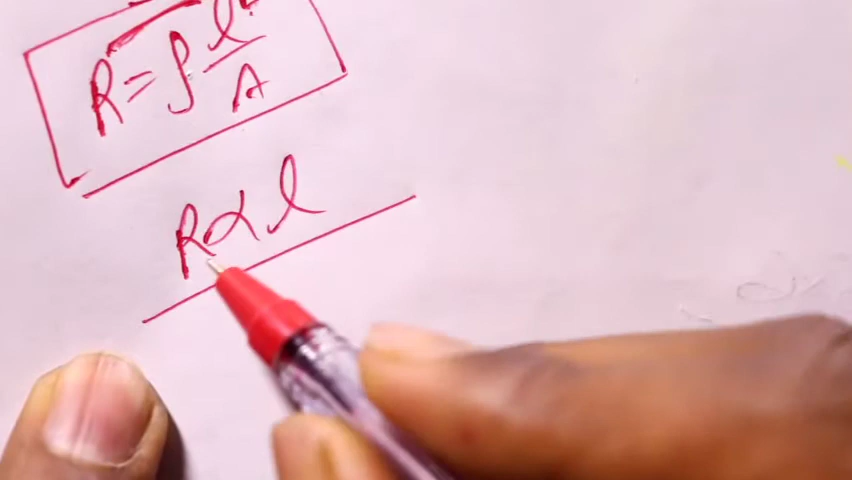 R = ρ l/A
R ∝ l